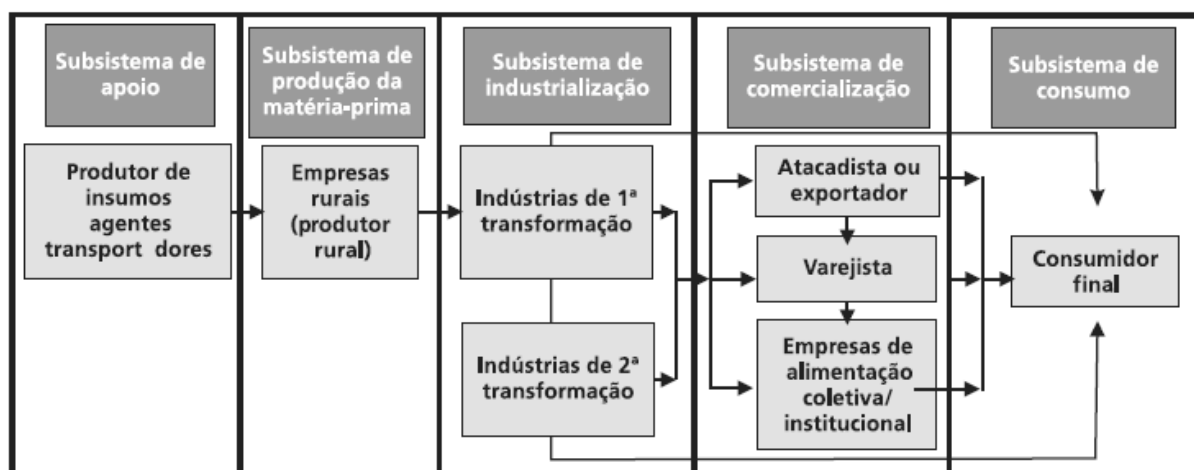 Subsistema de
apoio
Subsistema de
produção da
matéria-prima
Subsistema de
industrialização
Subsistema de
comercialização
Subsistema de
consumo
Produtor de
insumos
agentes
transport dores
Empresas
rurais
(produtor
rural)
Indústrias de 1ª
transformação
Indústrias de 2ª
transformação
Atacadista ou
exportador
Varejista
Empresas de
alimentação
coletiva/
institucional
Consumidor
final